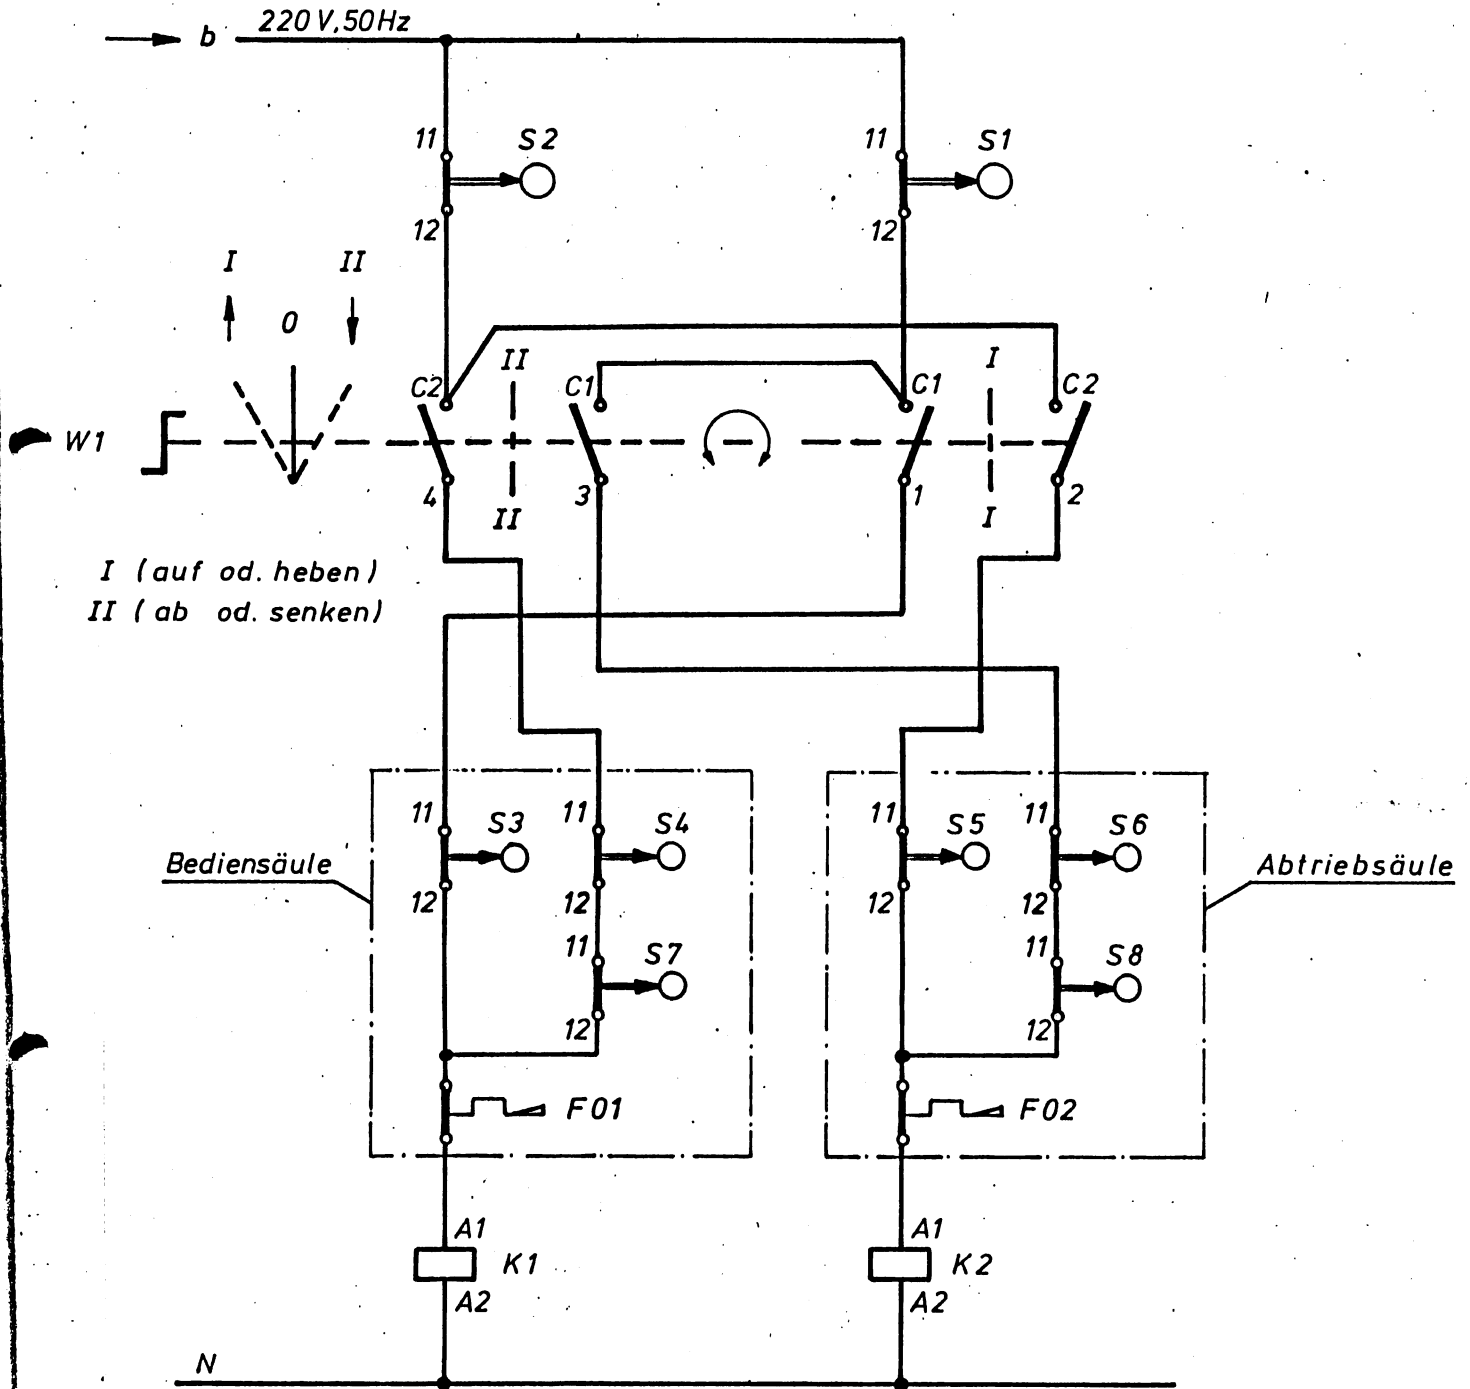 b 220 V, 50Hz
11 S2 11 S1
12 12
I II
0
II I
C2 C1 C1 C2
W1
4 3 1 2
II I
I (auf od. heben)
II (ab od. senken)
11 S3 11 S4 11 S5 11 S6
Bediensäule Abtriebsäule
12 12 12 12
11 S7 11 S8
12 12
F01 F02
A1 A1
K1 K2
A2 A2
N